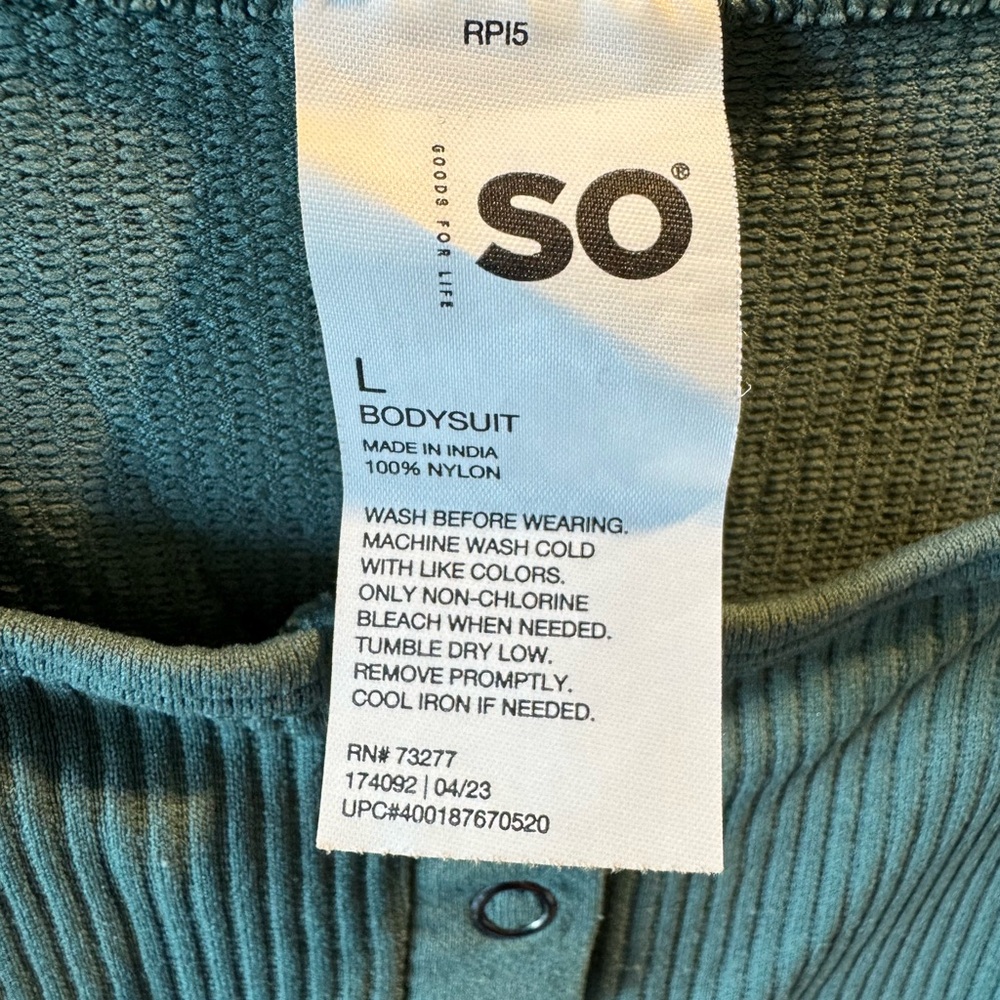 RPI5
GOODS FOR LIFE
SO®
L
BODYSUIT
MADE IN INDIA
100% NYLON
WASH BEFORE WEARING.
MACHINE WASH COLD
WITH LIKE COLORS.
ONLY NON-CHLORINE
BLEACH WHEN NEEDED.
TUMBLE DRY LOW.
REMOVE PROMPTLY.
COOL IRON IF NEEDED.
RN# 73277
174092 | 04/23
UPC#400187670520